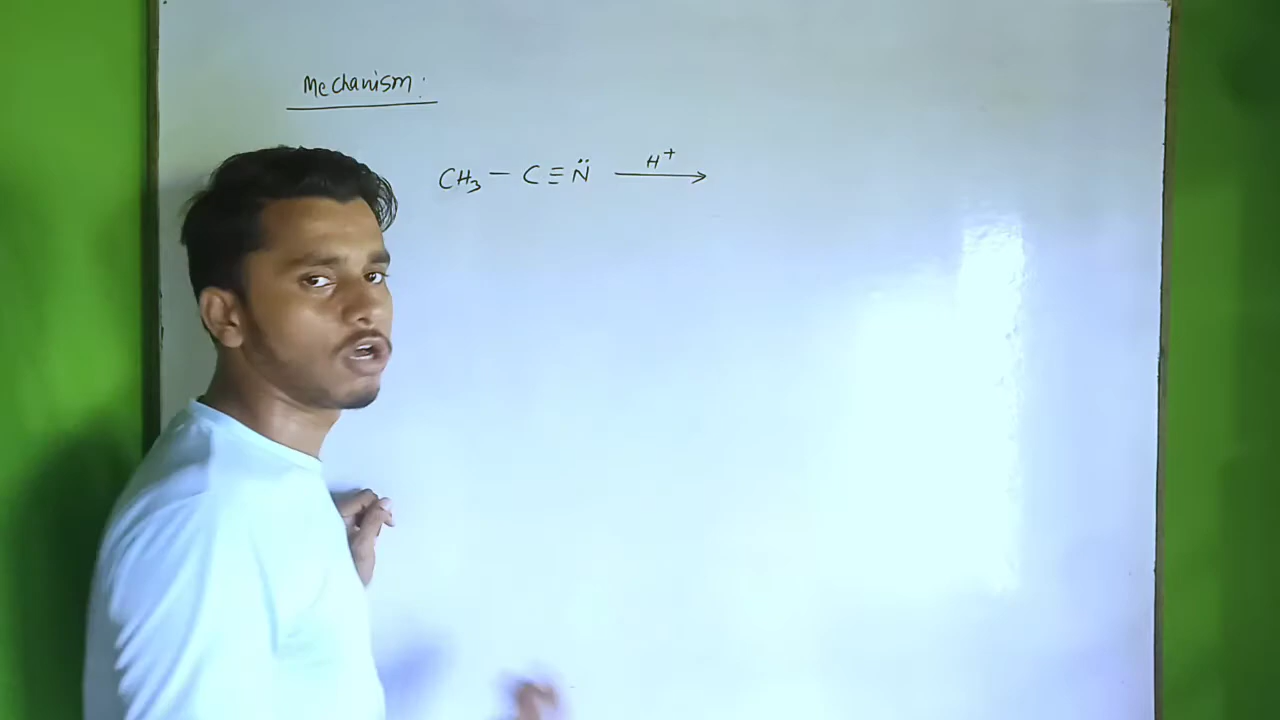 Mechanism:
CH₃ — C ≡ N̈ —H⁺→